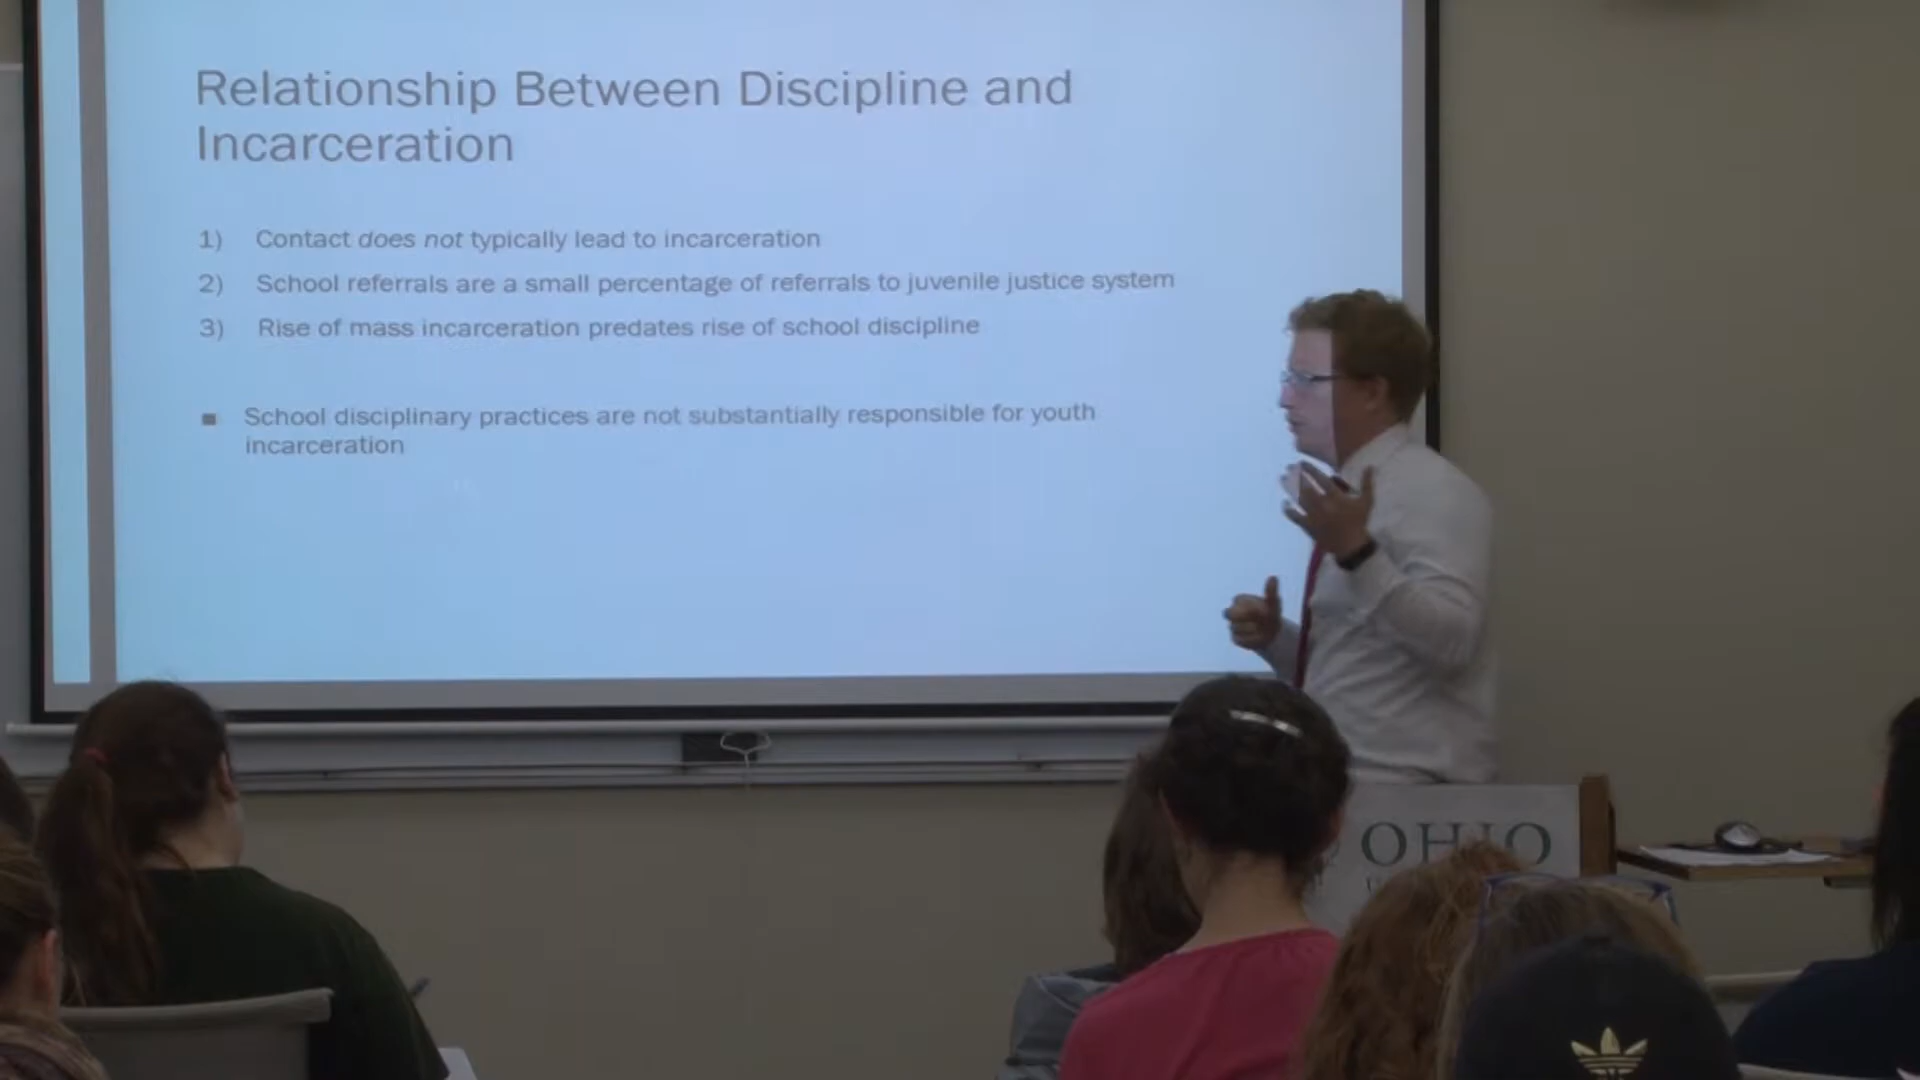 Relationship Between Discipline and
Incarceration
1) Contact does not typically lead to incarceration
2) School referrals are a small percentage of referrals to juvenile justice system
3) Rise of mass incarceration predates rise of school discipline
■ School disciplinary practices are not substantially responsible for youth
incarceration
OHIO